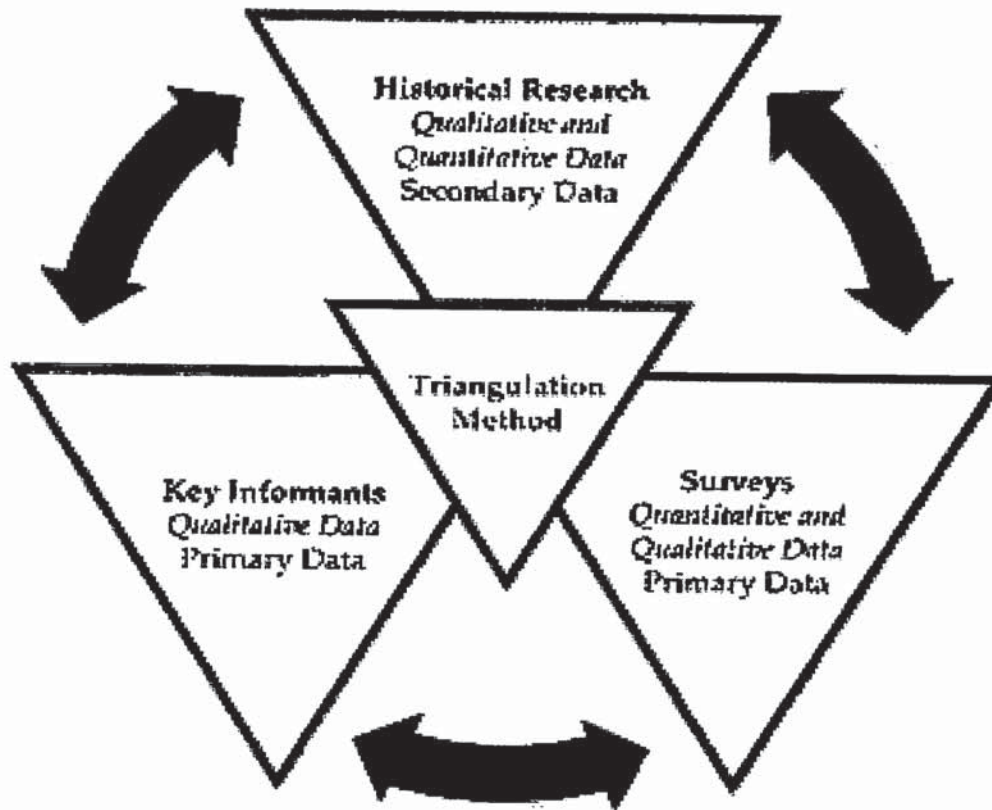 Historical Research
Qualitative and
Quantitative Data
Secondary Data
Triangulation
Method
Key Informants
Qualitative Data
Primary Data
Surveys
Quantitative and
Qualitative Data
Primary Data